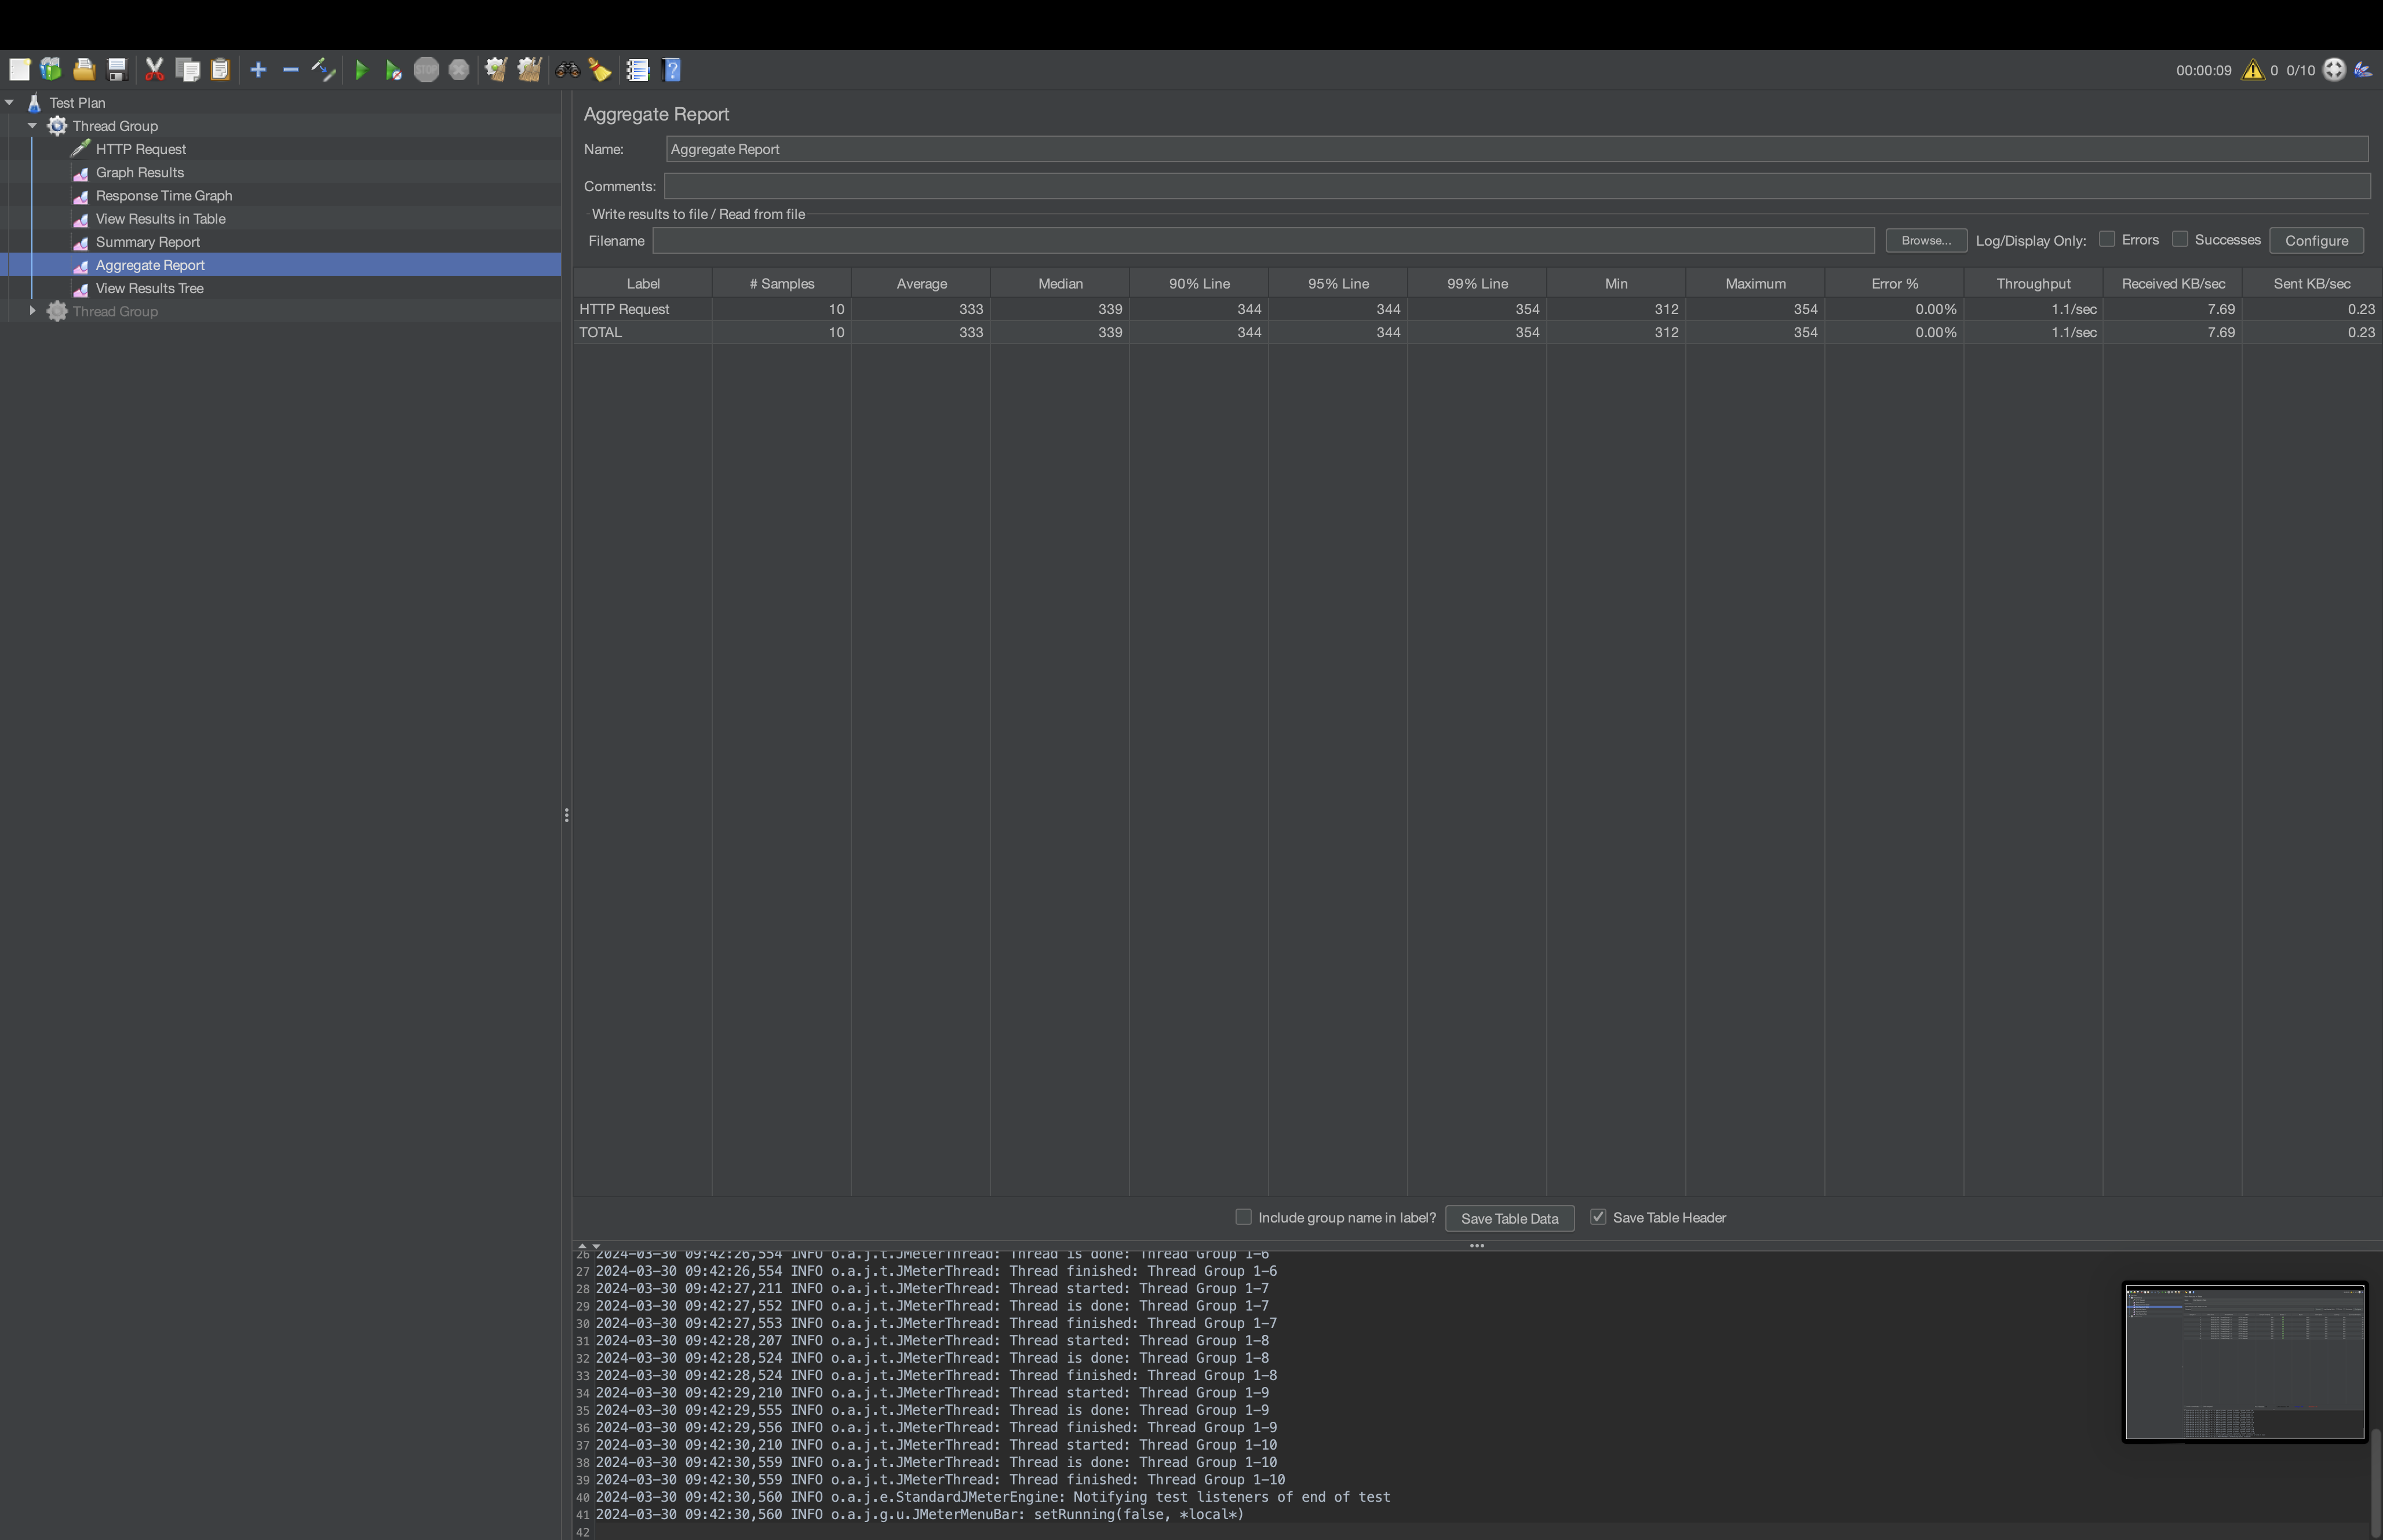 00:00:09 0 0/10
Test Plan
Thread Group
HTTP Request
Graph Results
Response Time Graph
View Results in Table
Summary Report
Aggregate Report
View Results Tree
Thread Group
Aggregate Report
Name: Aggregate Report
Comments:
Write results to file / Read from file
Filename Browse... Log/Display Only: Errors Successes Configure
Label # Samples Average Median 90% Line 95% Line 99% Line Min Maximum Error % Throughput Received KB/sec Sent KB/sec
HTTP Request 10 333 339 344 344 354 312 354 0.00% 1.1/sec 7.69 0.23
TOTAL 10 333 339 344 344 354 312 354 0.00% 1.1/sec 7.69 0.23
Include group name in label? Save Table Data Save Table Header
26 2024-03-30 09:42:26,554 INFO o.a.j.t.JMeterThread: Thread is done: Thread Group 1-6
27 2024-03-30 09:42:26,554 INFO o.a.j.t.JMeterThread: Thread finished: Thread Group 1-6
28 2024-03-30 09:42:27,211 INFO o.a.j.t.JMeterThread: Thread started: Thread Group 1-7
29 2024-03-30 09:42:27,552 INFO o.a.j.t.JMeterThread: Thread is done: Thread Group 1-7
30 2024-03-30 09:42:27,553 INFO o.a.j.t.JMeterThread: Thread finished: Thread Group 1-7
31 2024-03-30 09:42:28,207 INFO o.a.j.t.JMeterThread: Thread started: Thread Group 1-8
32 2024-03-30 09:42:28,524 INFO o.a.j.t.JMeterThread: Thread is done: Thread Group 1-8
33 2024-03-30 09:42:28,524 INFO o.a.j.t.JMeterThread: Thread finished: Thread Group 1-8
34 2024-03-30 09:42:29,210 INFO o.a.j.t.JMeterThread: Thread started: Thread Group 1-9
35 2024-03-30 09:42:29,555 INFO o.a.j.t.JMeterThread: Thread is done: Thread Group 1-9
36 2024-03-30 09:42:29,556 INFO o.a.j.t.JMeterThread: Thread finished: Thread Group 1-9
37 2024-03-30 09:42:30,210 INFO o.a.j.t.JMeterThread: Thread started: Thread Group 1-10
38 2024-03-30 09:42:30,559 INFO o.a.j.t.JMeterThread: Thread is done: Thread Group 1-10
39 2024-03-30 09:42:30,559 INFO o.a.j.t.JMeterThread: Thread finished: Thread Group 1-10
40 2024-03-30 09:42:30,560 INFO o.a.j.e.StandardJMeterEngine: Notifying test listeners of end of test
41 2024-03-30 09:42:30,560 INFO o.a.j.g.u.JMeterMenuBar: setRunning(false, *local*)
42